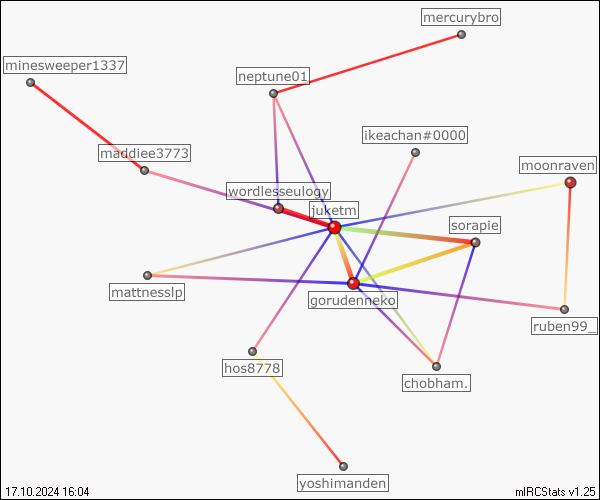 mercurybro
minesweeper1337
neptune01
ikeachan#0000
maddiee3773
moonraven
wordlesseulogy
juketm
sorapie
mattnesslp
gorudenneko
ruben99_
hos8778
chobham.
yoshimanden
17.10.2024 16:04
mIRCStats v1.25